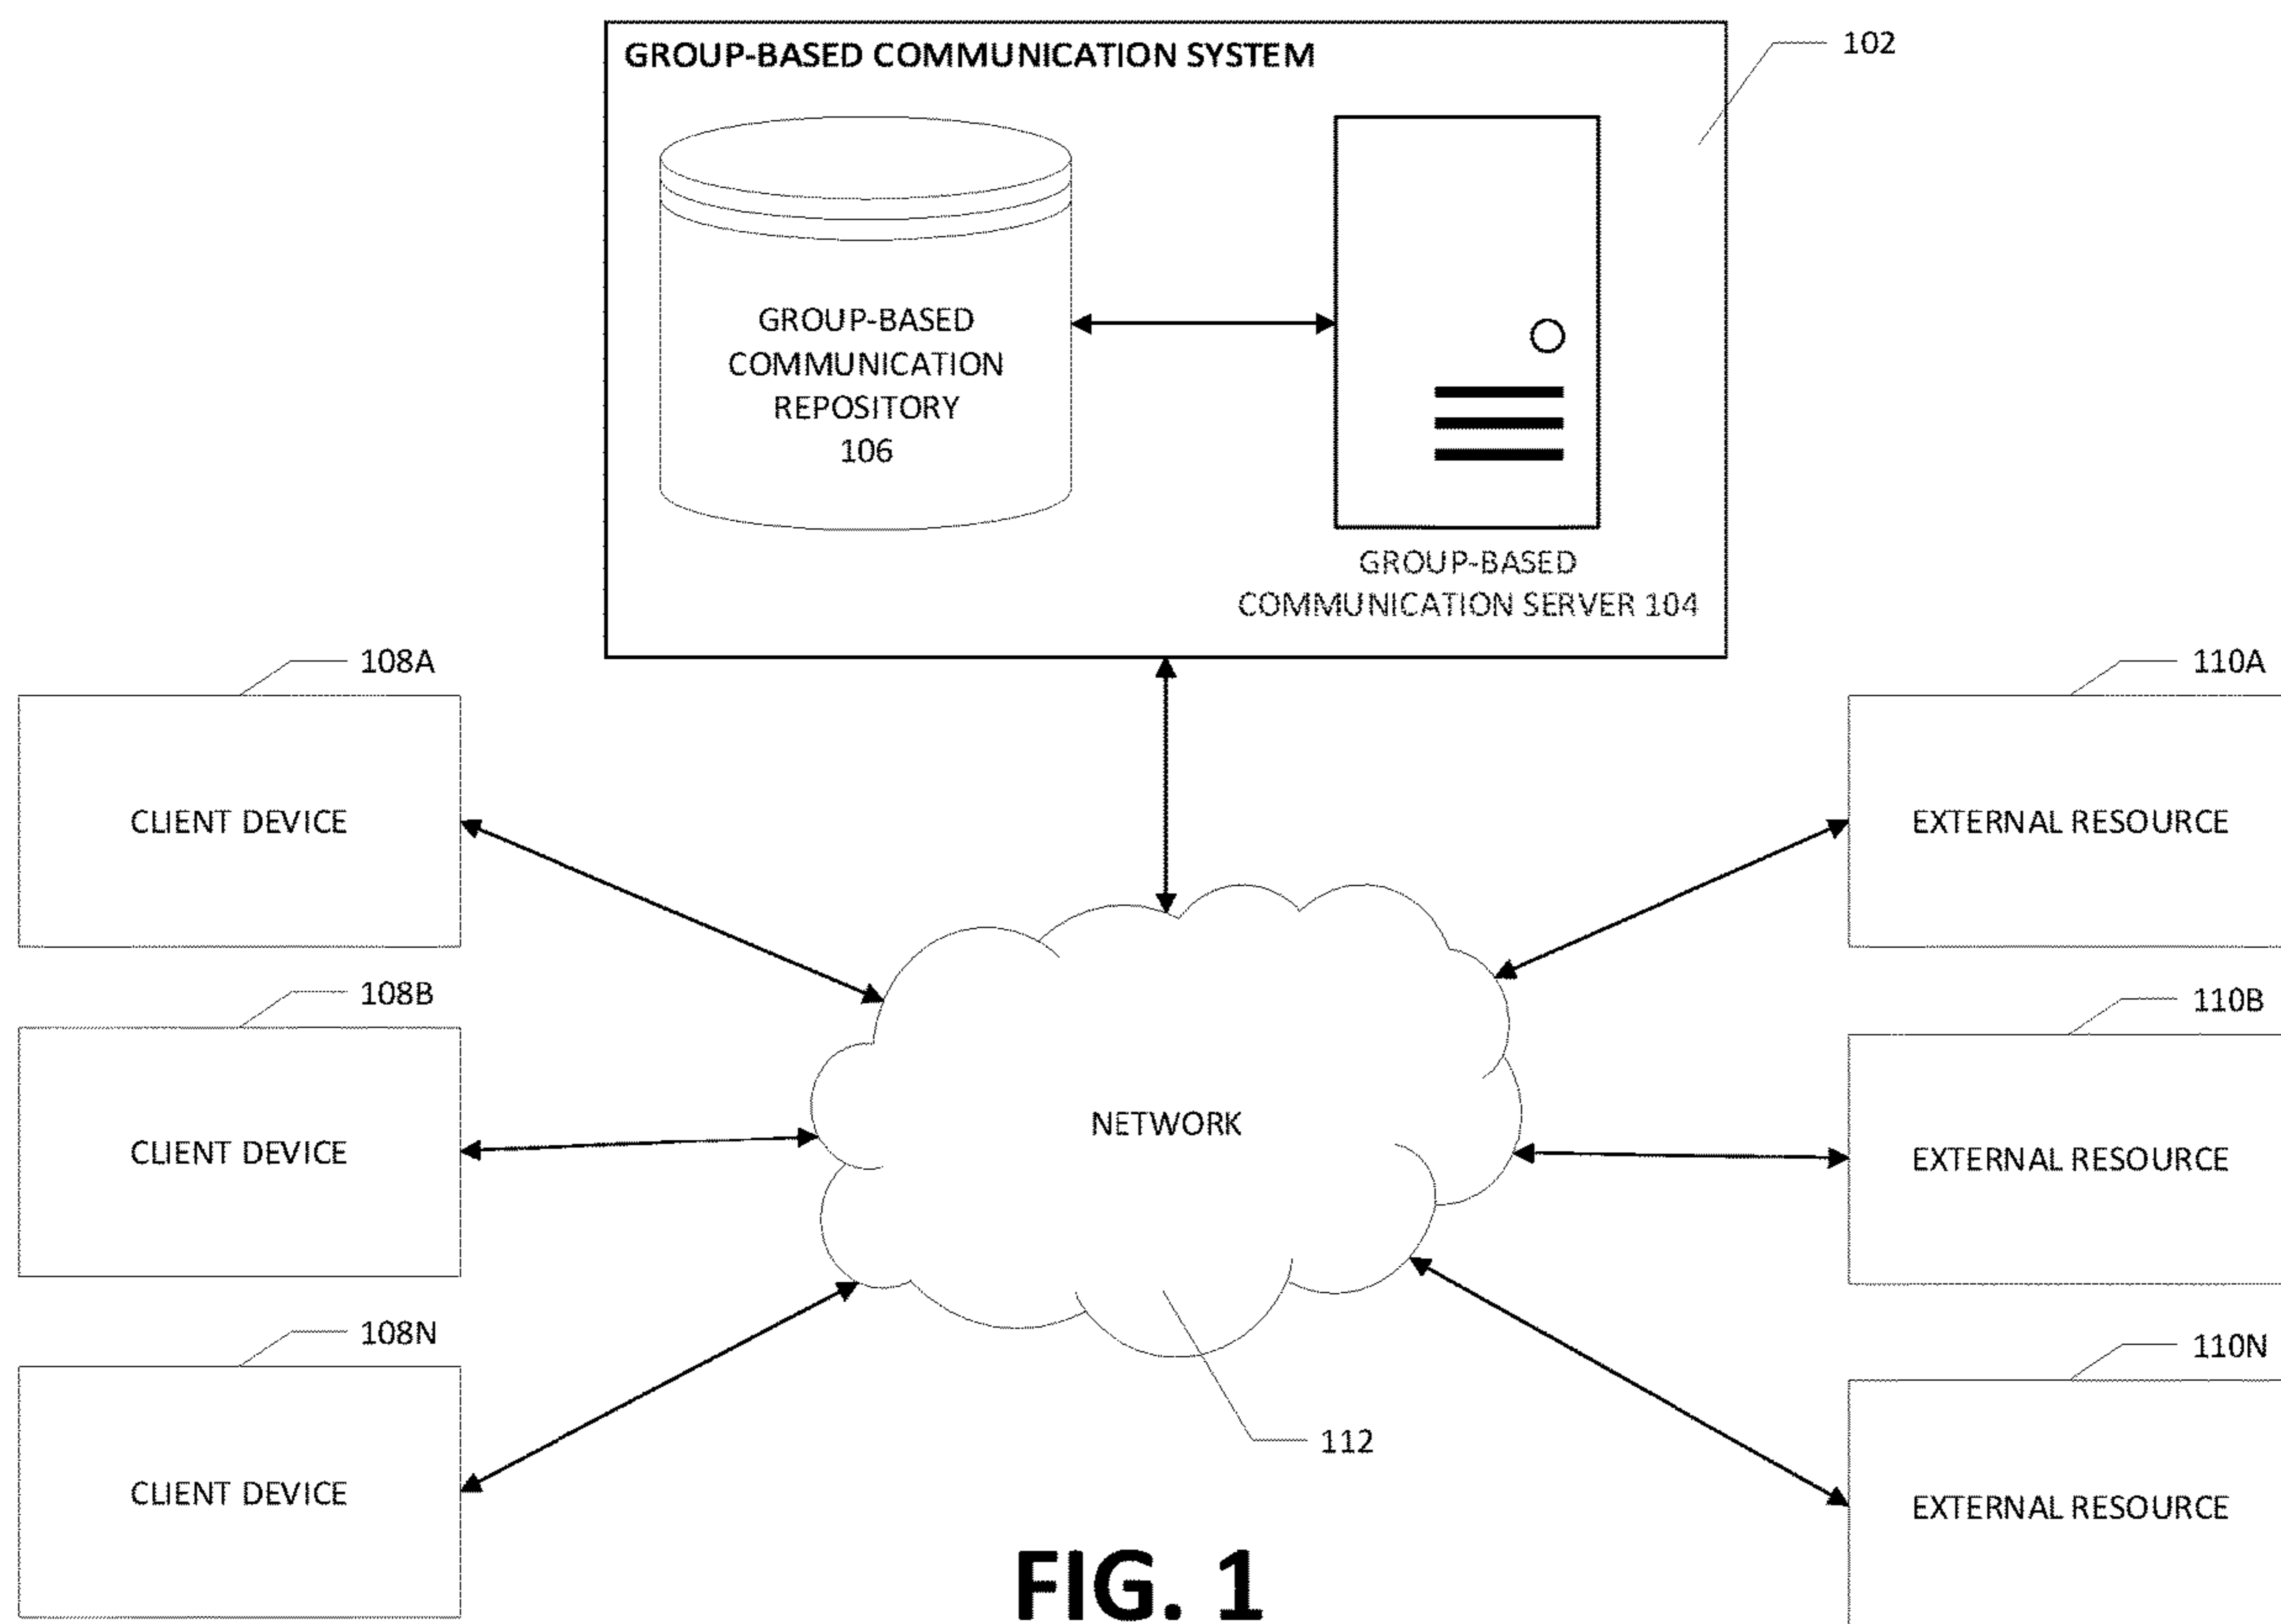 GROUP-BASED COMMUNICATION SYSTEM
102
GROUP-BASED
COMMUNICATION
REPOSITORY
106
GROUP-BASED
COMMUNICATION SERVER 104
108A
CLIENT DEVICE
108B
CLIENT DEVICE
108N
CLIENT DEVICE
NETWORK
112
110A
EXTERNAL RESOURCE
110B
EXTERNAL RESOURCE
110N
EXTERNAL RESOURCE
FIG. 1